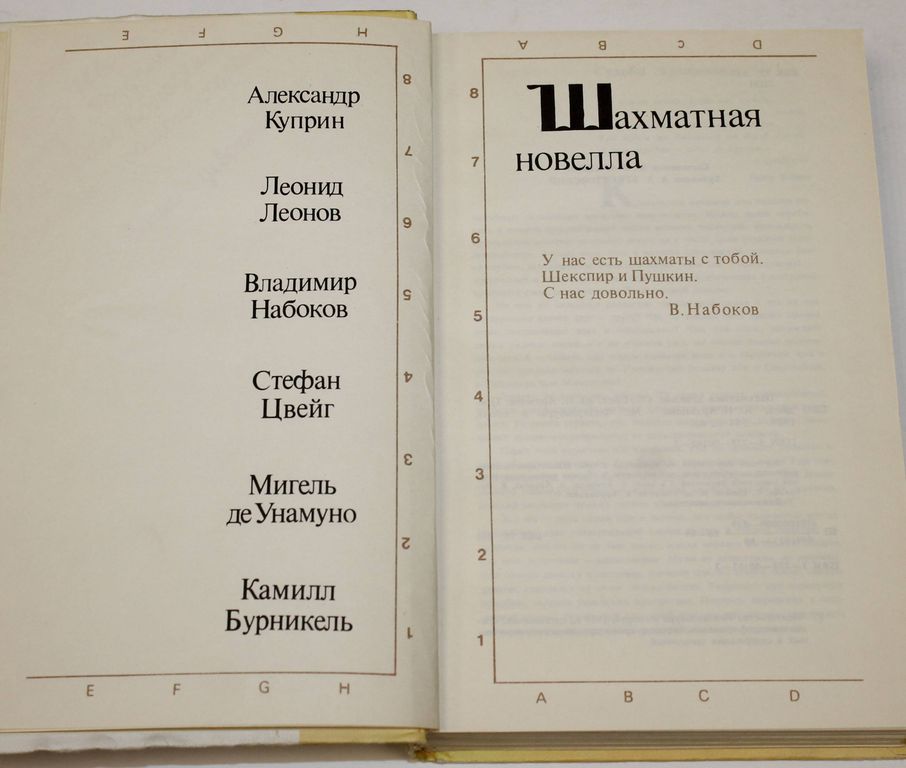 E F G H
Александр
Куприн
Леонид
Леонов
Владимир
Набоков
Стефан
Цвейг
Мигель
де Унамуно
Камилл
Бурникель
8
7
6
5
4
3
2
1
E F G H
A B C D
8
7
6
5
4
3
2
1
Шахматная
новелла
У нас есть шахматы с тобой.
Шекспир и Пушкин.
С нас довольно.
В. Набоков
A B C D